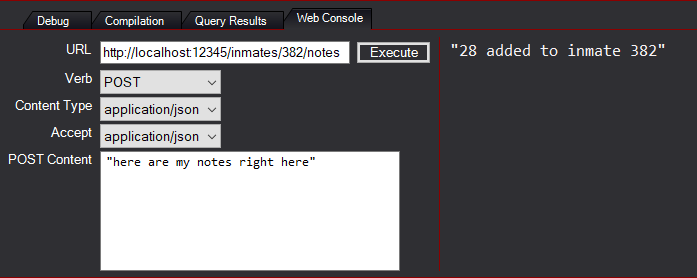 Debug Compilation Query Results Web Console
URL http://localhost:12345/inmates/382/notes Execute
"28 added to inmate 382"
Verb POST
Content Type application/json
Accept application/json
POST Content "here are my notes right here"